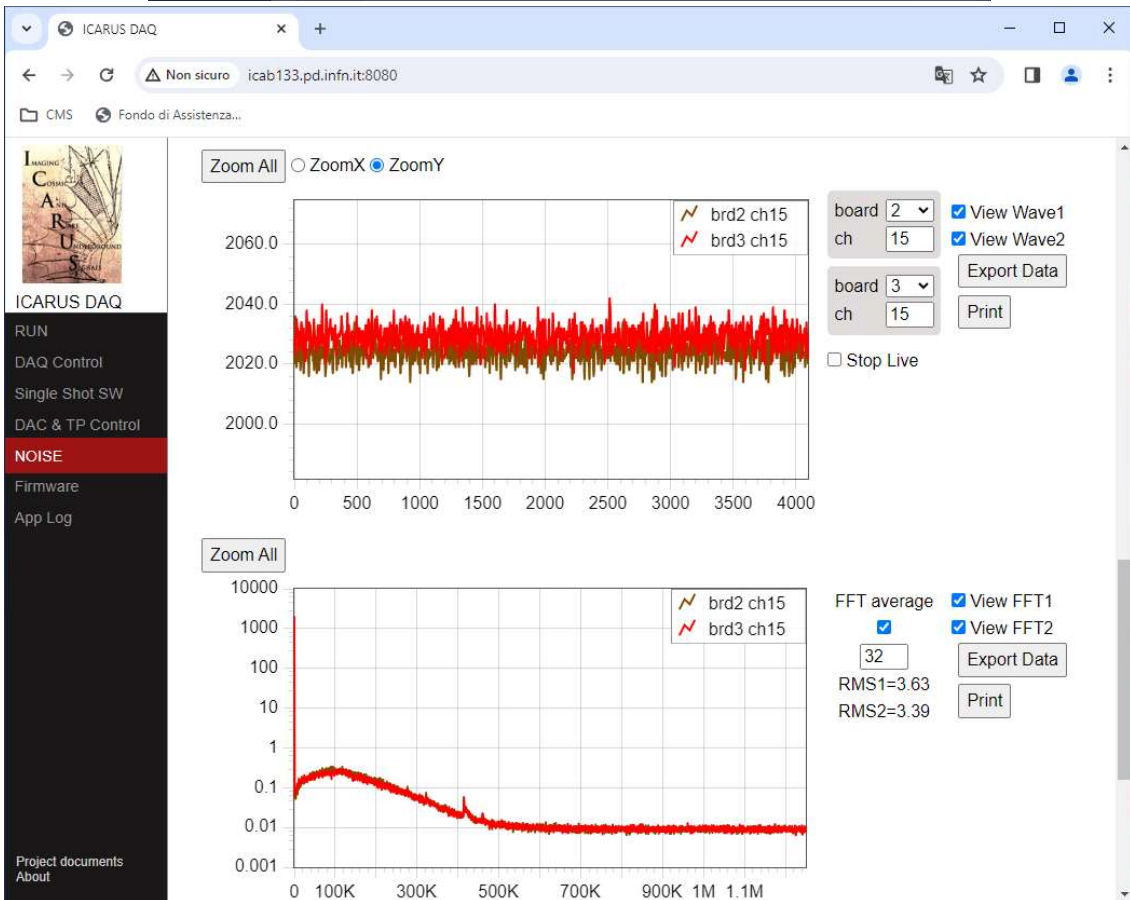 ICARUS DAQ
Non sicuro icab133.pd.infn.it:8080
CMS Fondo di Assistenza...
IMAGING
COSMIC
AND
RARE
UNDERGROUND
SIGNALS
ICARUS DAQ
RUN
DAQ Control
Single Shot SW
DAC & TP Control
NOISE
Firmware
App Log
Project documents
About
Zoom All ZoomX ZoomY
brd2 ch15
brd3 ch15
2060.0
2040.0
2020.0
2000.0
0 500 1000 1500 2000 2500 3000 3500 4000
board 2
ch 15
board 3
ch 15
View Wave1
View Wave2
Export Data
Print
Stop Live
Zoom All
brd2 ch15
brd3 ch15
10000
1000
100
10
1
0.1
0.01
0.001
0 100K 300K 500K 700K 900K 1M 1.1M
FFT average
32
RMS1=3.63
RMS2=3.39
View FFT1
View FFT2
Export Data
Print